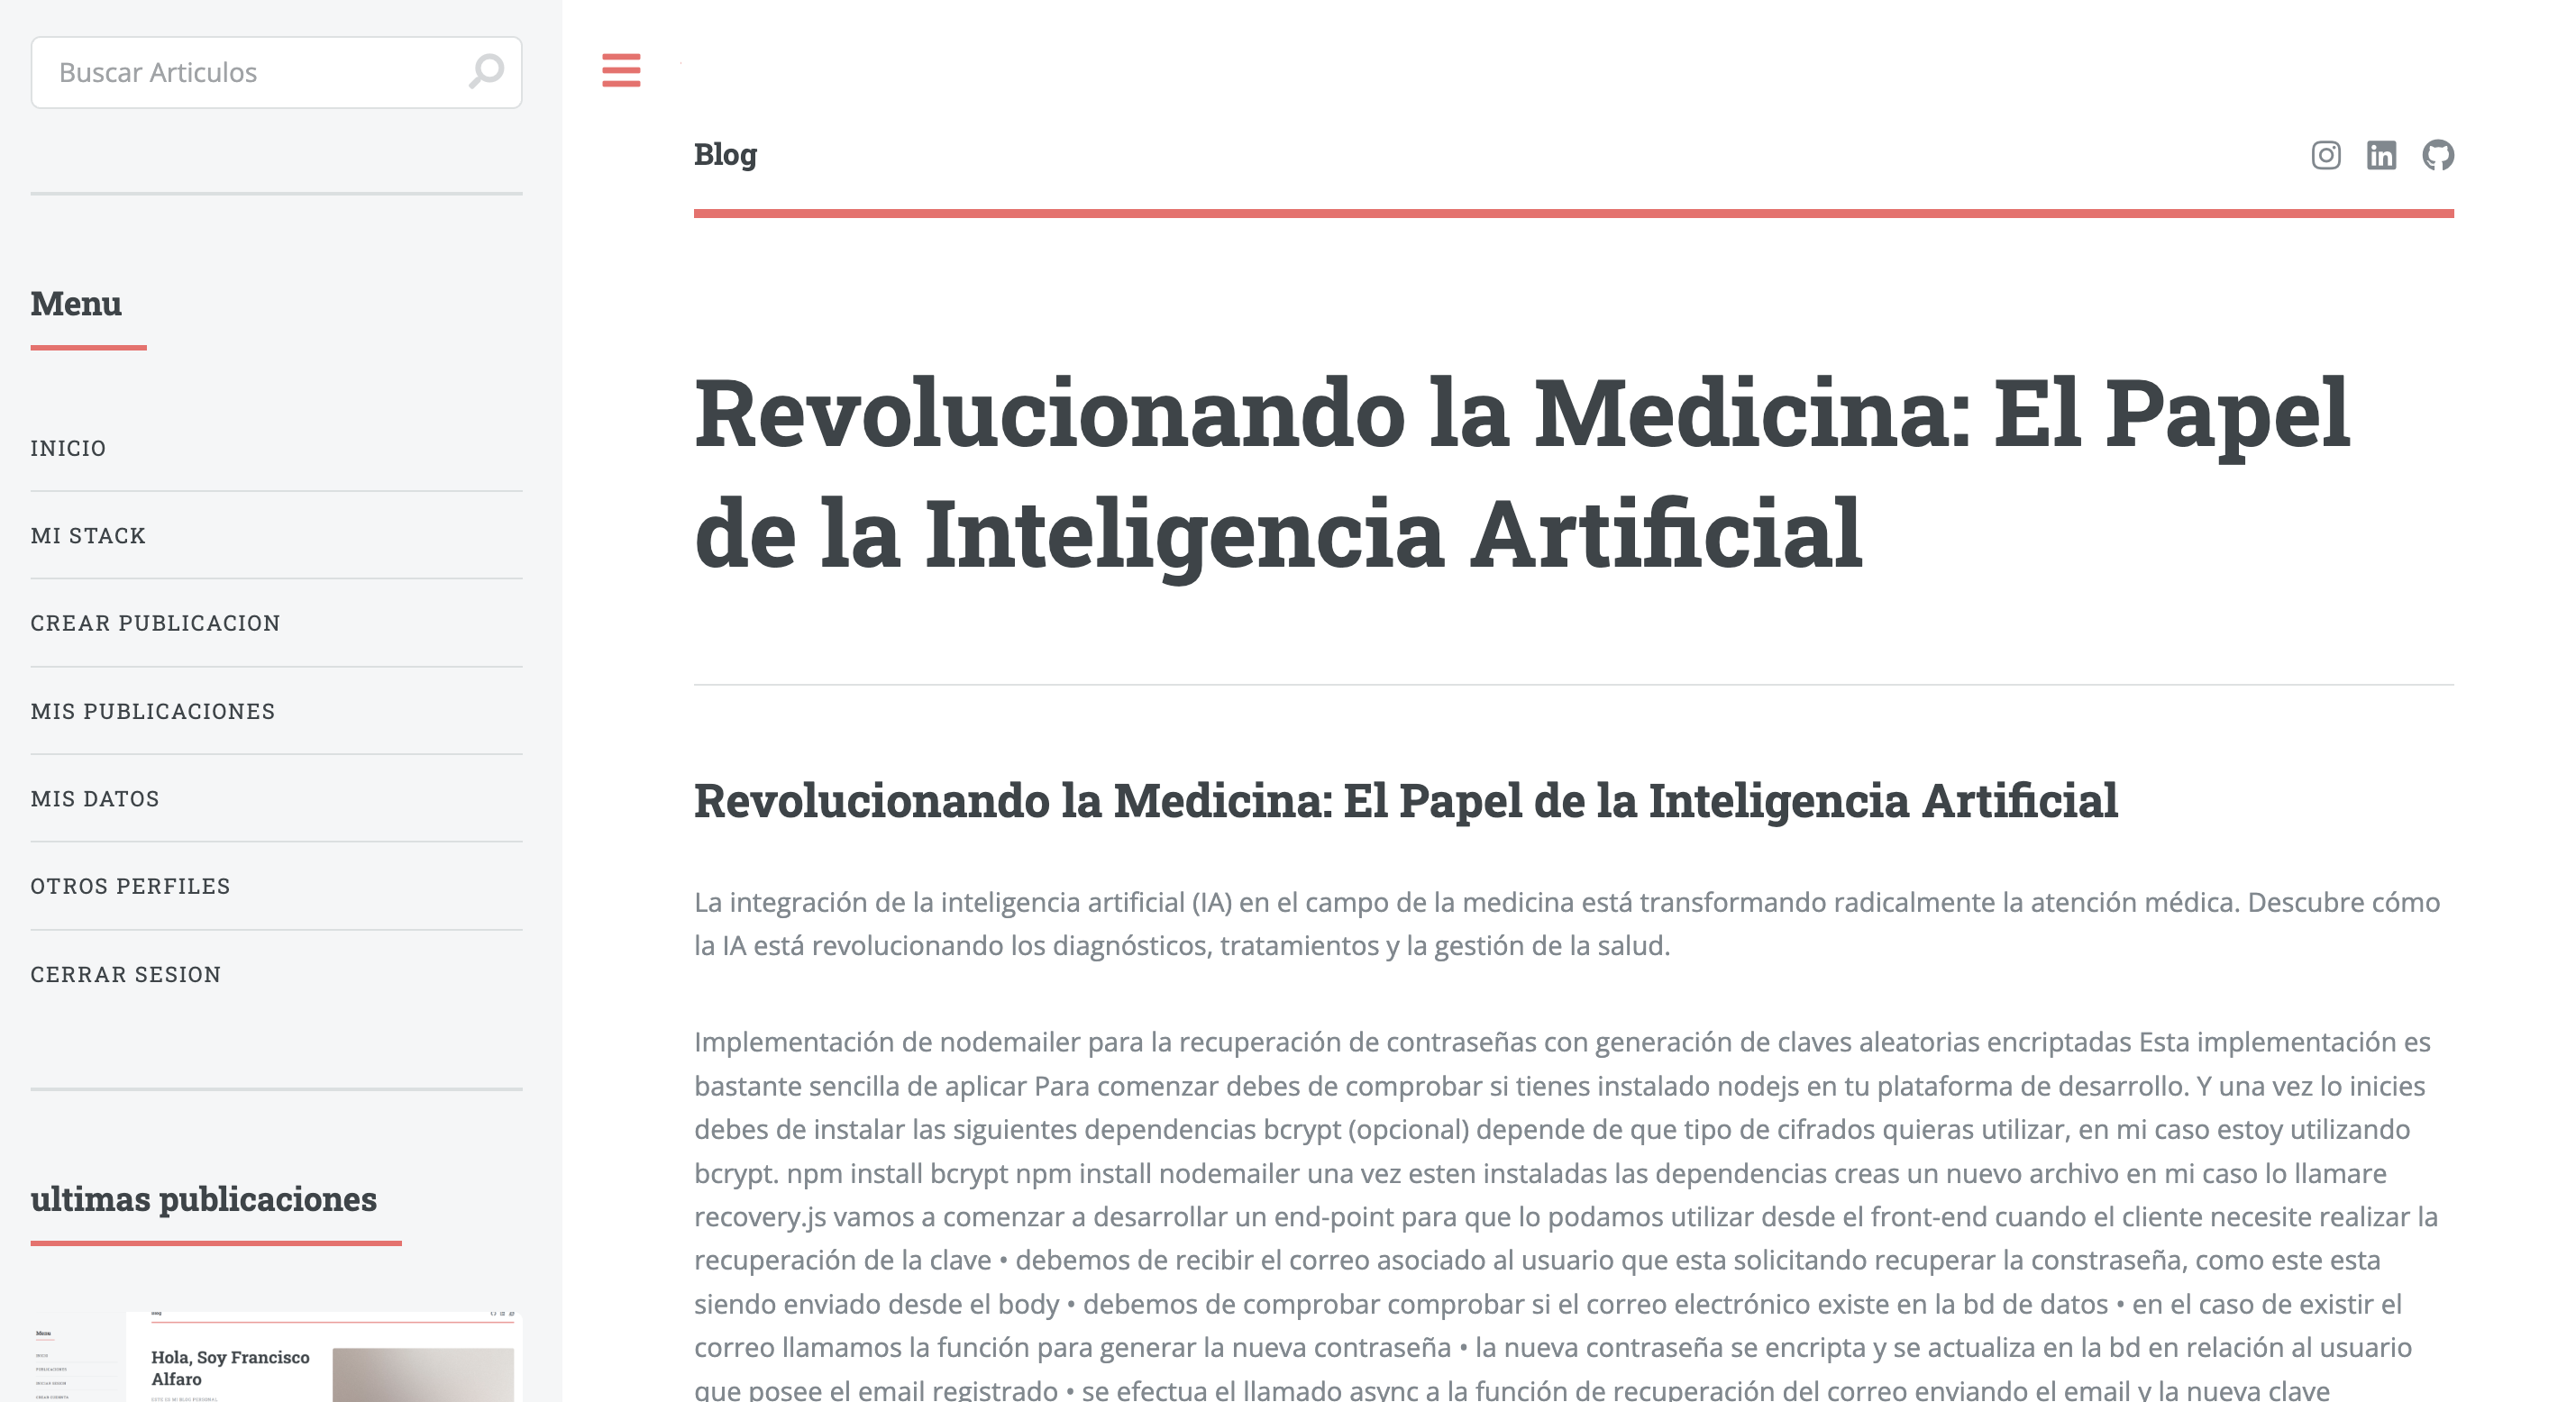 Buscar Articulos
Menu
INICIO
MI STACK
CREAR PUBLICACION
MIS PUBLICACIONES
MIS DATOS
OTROS PERFILES
CERRAR SESION
ultimas publicaciones
Blog
Menu
INICIO
PUBLICACIONES
INICIAR SESION
CREAR CUENTA
Hola, Soy Francisco
Alfaro
ESTE ES MI BLOG PERSONAL
Blog
Revolucionando la Medicina: El Papel
de la Inteligencia Artificial
Revolucionando la Medicina: El Papel de la Inteligencia Artificial
La integración de la inteligencia artificial (IA) en el campo de la medicina está transformando radicalmente la atención médica. Descubre cómo
la IA está revolucionando los diagnósticos, tratamientos y la gestión de la salud.
Implementación de nodemailer para la recuperación de contraseñas con generación de claves aleatorias encriptadas Esta implementación es
bastante sencilla de aplicar Para comenzar debes de comprobar si tienes instalado nodejs en tu plataforma de desarrollo. Y una vez lo inicies
debes de instalar las siguientes dependencias bcrypt (opcional) depende de que tipo de cifrados quieras utilizar, en mi caso estoy utilizando
bcrypt. npm install bcrypt npm install nodemailer una vez esten instaladas las dependencias creas un nuevo archivo en mi caso lo llamare
recovery.js vamos a comenzar a desarrollar un end-point para que lo podamos utilizar desde el front-end cuando el cliente necesite realizar la
recuperación de la clave • debemos de recibir el correo asociado al usuario que esta solicitando recuperar la constraseña, como este esta
siendo enviado desde el body • debemos de comprobar comprobar si el correo electrónico existe en la bd de datos • en el caso de existir el
correo llamamos la función para generar la nueva contraseña • la nueva contraseña se encripta y se actualiza en la bd en relación al usuario
que posee el email registrado • se efectua el llamado async a la función de recuperación del correo enviando el email y la nueva clave